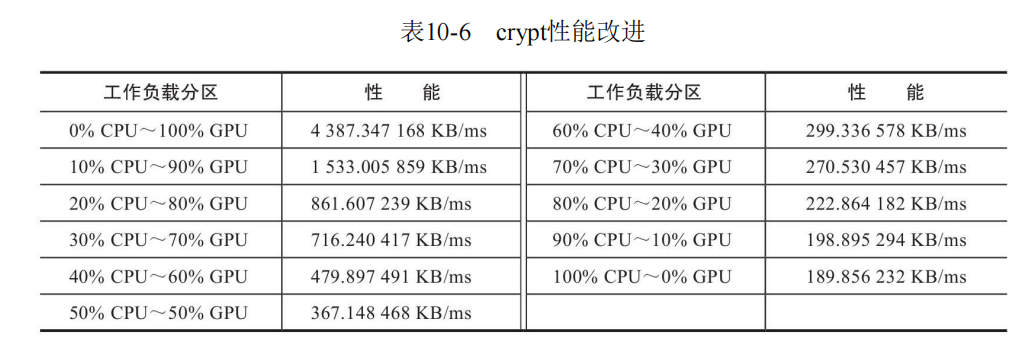 表10-6 crypt性能改进
工作负载分区 性 能 工作负载分区 性 能
0% CPU～100% GPU 4 387.347 168 KB/ms 60% CPU～40% GPU 299.336 578 KB/ms
10% CPU～90% GPU 1 533.005 859 KB/ms 70% CPU～30% GPU 270.530 457 KB/ms
20% CPU～80% GPU 861.607 239 KB/ms 80% CPU～20% GPU 222.864 182 KB/ms
30% CPU～70% GPU 716.240 417 KB/ms 90% CPU～10% GPU 198.895 294 KB/ms
40% CPU～60% GPU 479.897 491 KB/ms 100% CPU～0% GPU 189.856 232 KB/ms
50% CPU～50% GPU 367.148 468 KB/ms